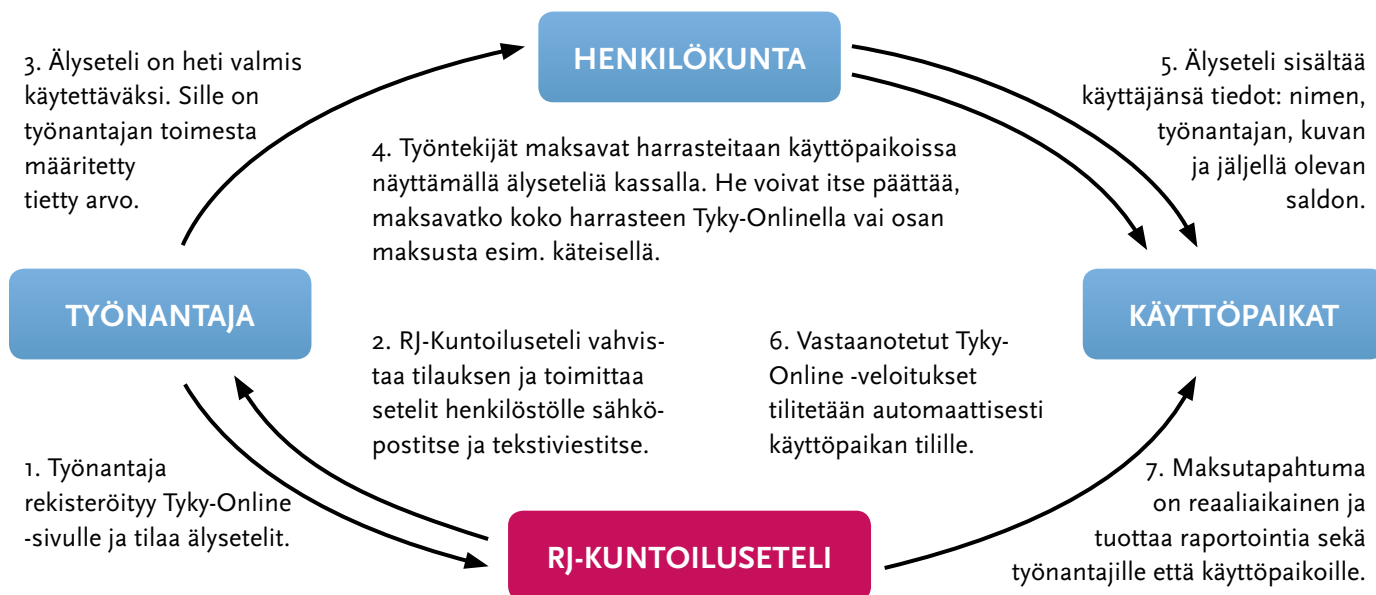 HENKILÖKUNTA
3. Älyseteli on heti valmis
käytettäväksi. Sille on
työnantajan toimesta
määritetty
tietty arvo.
5. Älyseteli sisältää
käyttäjänsä tiedot: nimen,
työnantajan, kuvan
ja jäljellä olevan
saldon.
4. Työntekijät maksavat harrasteitaan käyttöpaikoissa
näyttämällä älyseteliä kassalla. He voivat itse päättää,
maksavatko koko harrasteen Tyky-Onlinella vai osan
maksusta esim. käteisellä.
TYÖNANTAJA
KÄYTTÖPAIKAT
2. RJ-Kuntoiluseteli vahvis-
taa tilauksen ja toimittaa
setelit henkilöstölle sähkö-
postitse ja tekstiviestitse.
6. Vastaanotetut Tyky-
Online -veloitukset
tilitetään automaattisesti
käyttöpaikan tilille.
1. Työnantaja
rekisteröityy Tyky-Online
-sivulle ja tilaa älysetelit.
7. Maksutapahtuma
on reaaliaikainen ja
tuottaa raportointia sekä
työnantajille että käyttöpaikoille.
RJ-KUNTOILUSETELI